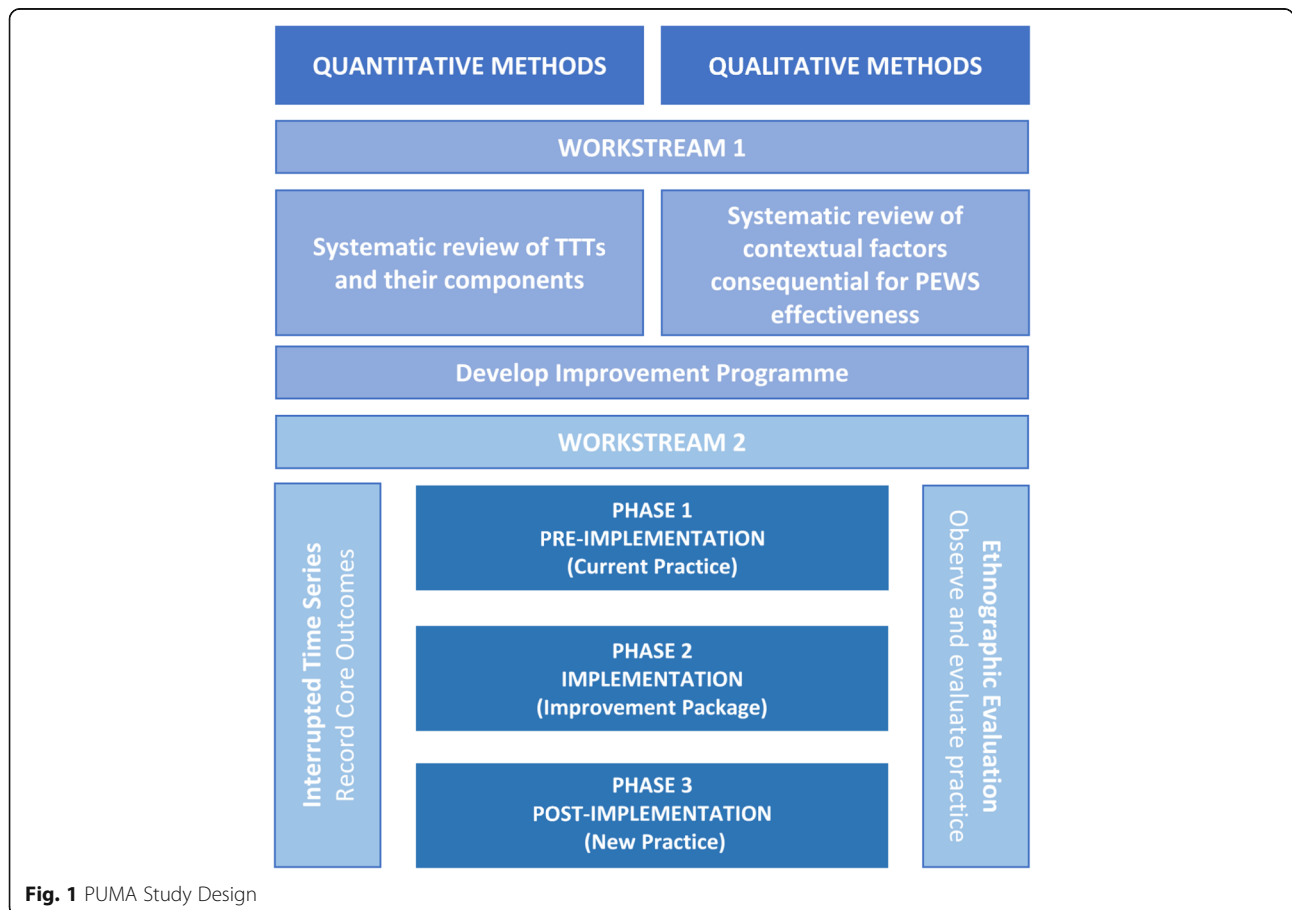 QUANTITATIVE METHODS
QUALITATIVE METHODS
WORKSTREAM 1
Systematic review of TTTs
and their components
Systematic review of
contextual factors
consequential for PEWS
effectiveness
Develop Improvement Programme
WORKSTREAM 2
Interrupted Time Series
Record Core Outcomes
PHASE 1
PRE-IMPLEMENTATION
(Current Practice)
PHASE 2
IMPLEMENTATION
(Improvement Package)
PHASE 3
POST-IMPLEMENTATION
(New Practice)
Ethnographic Evaluation
Observe and evaluate practice
Fig. 1 PUMA Study Design